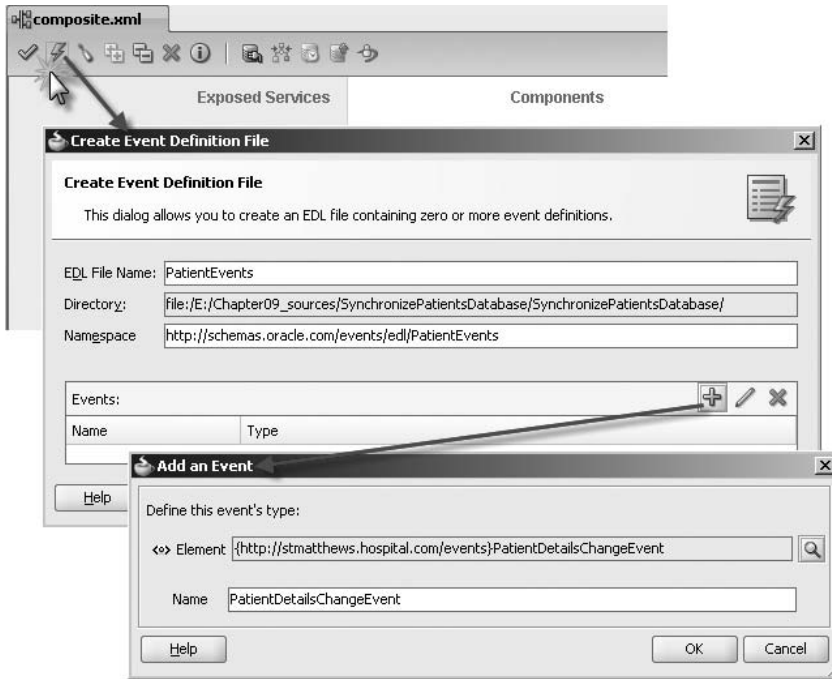 composite.xml
Exposed Services
Components
Create Event Definition File
Create Event Definition File
This dialog allows you to create an EDL file containing zero or more event definitions.
EDL File Name: PatientEvents
Directory: file:/E:/Chapter09_sources/SynchronizePatientsDatabase/SynchronizePatientsDatabase/
Namespace http://schemas.oracle.com/events/edl/PatientEvents
Events:
Name Type
Help
Add an Event
Define this event's type:
Element {http://stmatthews.hospital.com/events}PatientDetailsChangeEvent
Name PatientDetailsChangeEvent
Help OK Cancel